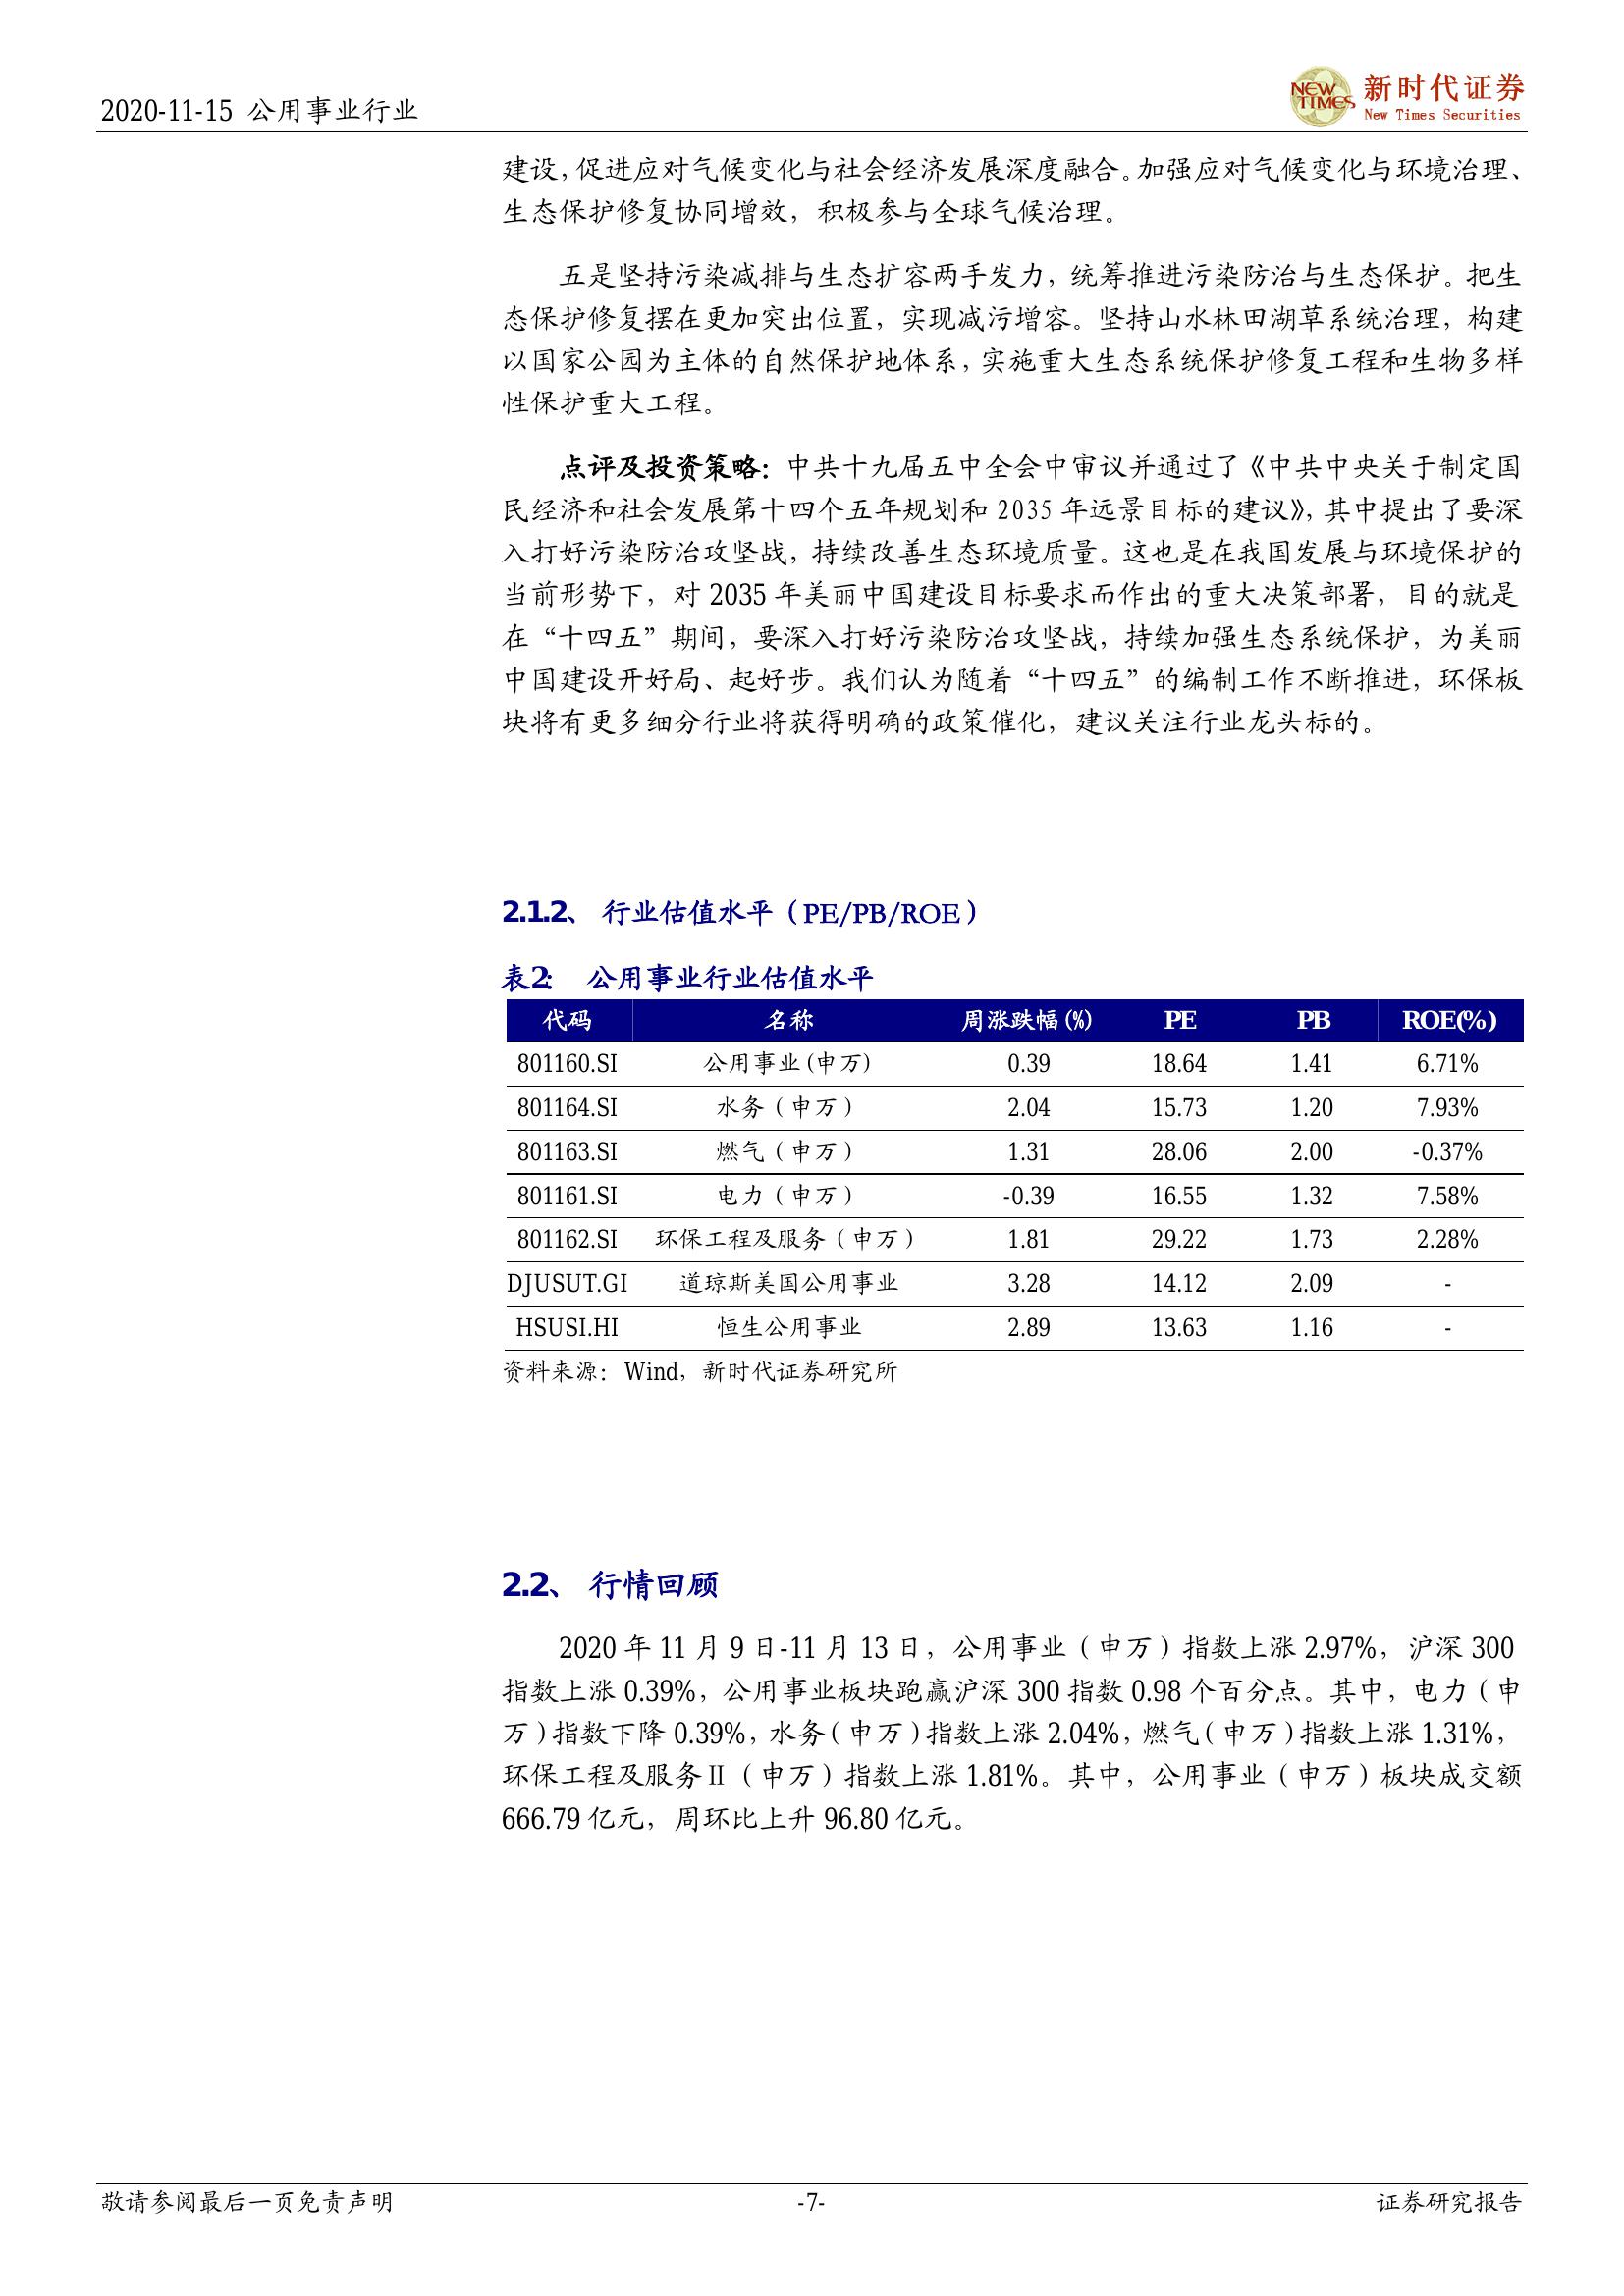 2020-11-15 公用事业行业
NEW TIMES 新时代证券
New Times Securities
建设，促进应对气候变化与社会经济发展深度融合。加强应对气候变化与环境治理、
生态保护修复协同增效，积极参与全球气候治理。
五是坚持污染减排与生态扩容两手发力，统筹推进污染防治与生态保护。把生
态保护修复摆在更加突出位置，实现减污增容。坚持山水林田湖草系统治理，构建
以国家公园为主体的自然保护地体系，实施重大生态系统保护修复工程和生物多样
性保护重大工程。
点评及投资策略：中共十九届五中全会中审议并通过了《中共中央关于制定国
民经济和社会发展第十四个五年规划和 2035 年远景目标的建议》，其中提出了要深
入打好污染防治攻坚战，持续改善生态环境质量。这也是在我国发展与环境保护的
当前形势下，对 2035 年美丽中国建设目标要求而作出的重大决策部署，目的就是
在“十四五”期间，要深入打好污染防治攻坚战，持续加强生态系统保护，为美丽
中国建设开好局、起好步。我们认为随着“十四五”的编制工作不断推进，环保板
块将有更多细分行业将获得明确的政策催化，建议关注行业龙头标的。
2.1.2、 行业估值水平（PE/PB/ROE）
表2： 公用事业行业估值水平
代码 名称 周涨跌幅(%) PE PB ROE(%)
801160.SI 公用事业(申万) 0.39 18.64 1.41 6.71%
801164.SI 水务（申万） 2.04 15.73 1.20 7.93%
801163.SI 燃气（申万） 1.31 28.06 2.00 -0.37%
801161.SI 电力（申万） -0.39 16.55 1.32 7.58%
801162.SI 环保工程及服务（申万） 1.81 29.22 1.73 2.28%
DJUSUT.GI 道琼斯美国公用事业 3.28 14.12 2.09 -
HSUSI.HI 恒生公用事业 2.89 13.63 1.16 -
资料来源：Wind，新时代证券研究所
2.2、 行情回顾
2020 年 11 月 9 日-11 月 13 日，公用事业（申万）指数上涨 2.97%，沪深 300
指数上涨 0.39%，公用事业板块跑赢沪深 300 指数 0.98 个百分点。其中，电力（申
万）指数下降 0.39%，水务（申万）指数上涨 2.04%，燃气（申万）指数上涨 1.31%，
环保工程及服务Ⅱ（申万）指数上涨 1.81%。其中，公用事业（申万）板块成交额
666.79 亿元，周环比上升 96.80 亿元。
敬请参阅最后一页免责声明 -7- 证券研究报告